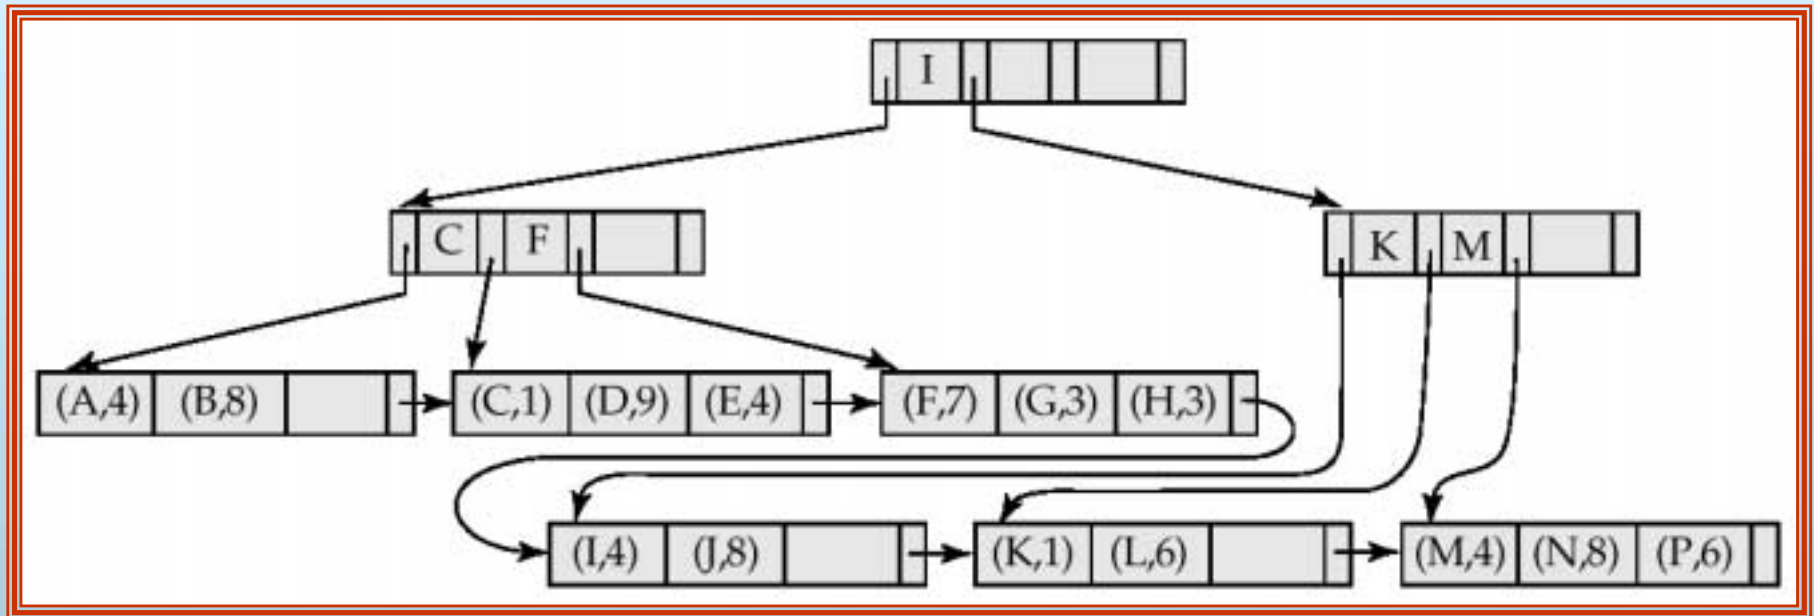 I
C F
K M
(A,4) (B,8)
(C,1) (D,9) (E,4)
(F,7) (G,3) (H,3)
(I,4) (J,8)
(K,1) (L,6)
(M,4) (N,8) (P,6)